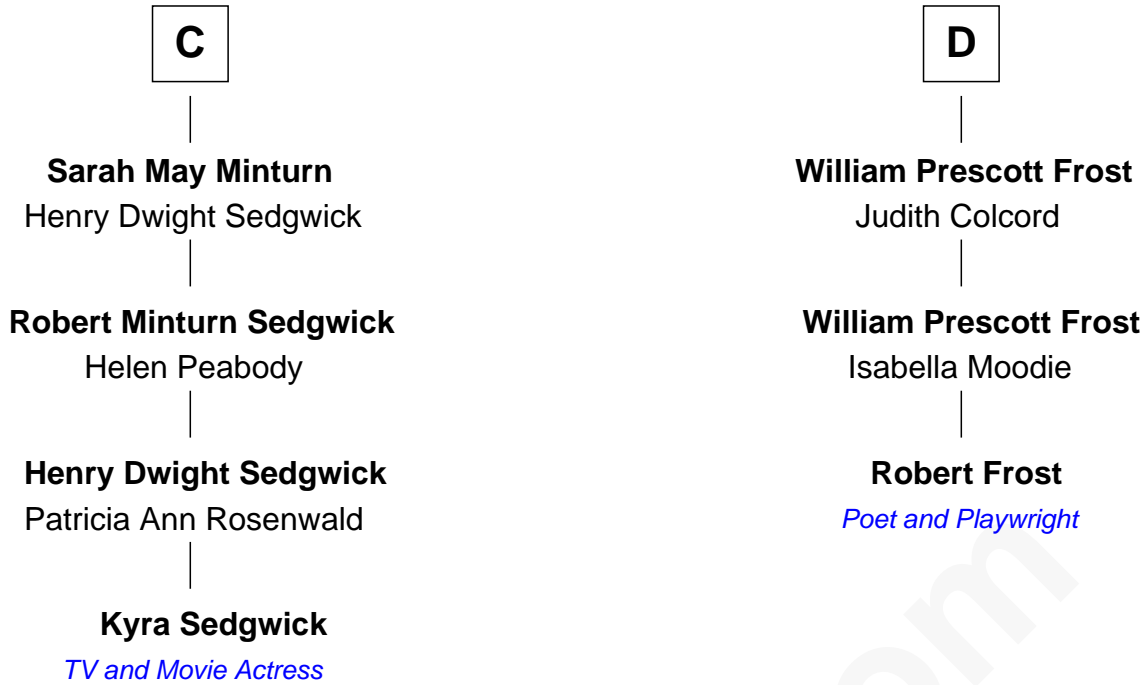 C
Sarah May Minturn
Henry Dwight Sedgwick
Robert Minturn Sedgwick
Helen Peabody
Henry Dwight Sedgwick
Patricia Ann Rosenwald
Kyra Sedgwick
TV and Movie Actress
D
William Prescott Frost
Judith Colcord
William Prescott Frost
Isabella Moodie
Robert Frost
Poet and Playwright
om